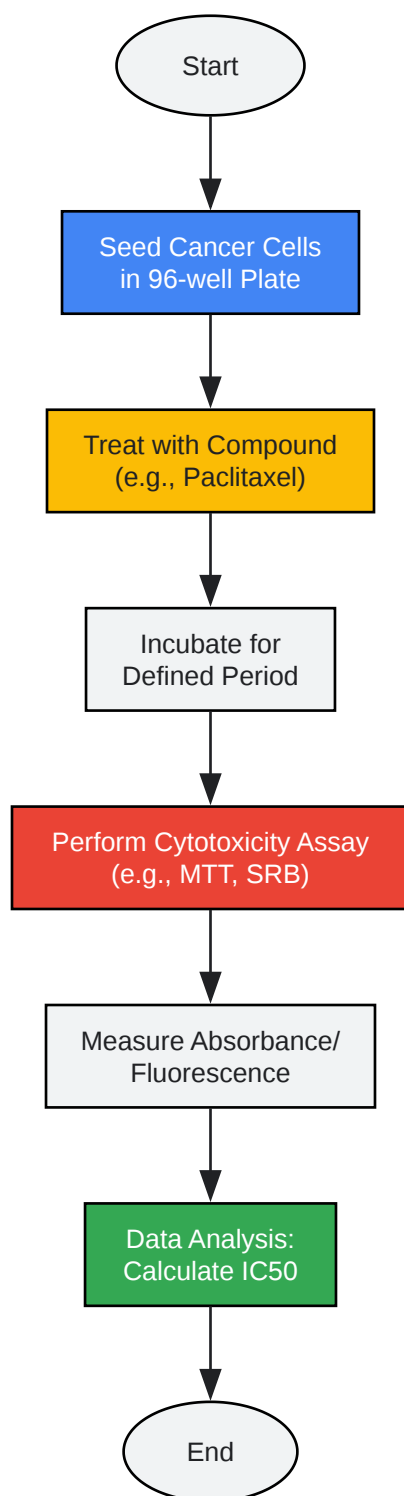 Start
Seed Cancer Cells
in 96-well Plate
Treat with Compound
(e.g., Paclitaxel)
Incubate for
Defined Period
Perform Cytotoxicity Assay
(e.g., MTT, SRB)
Measure Absorbance/
Fluorescence
Data Analysis:
Calculate IC50
End